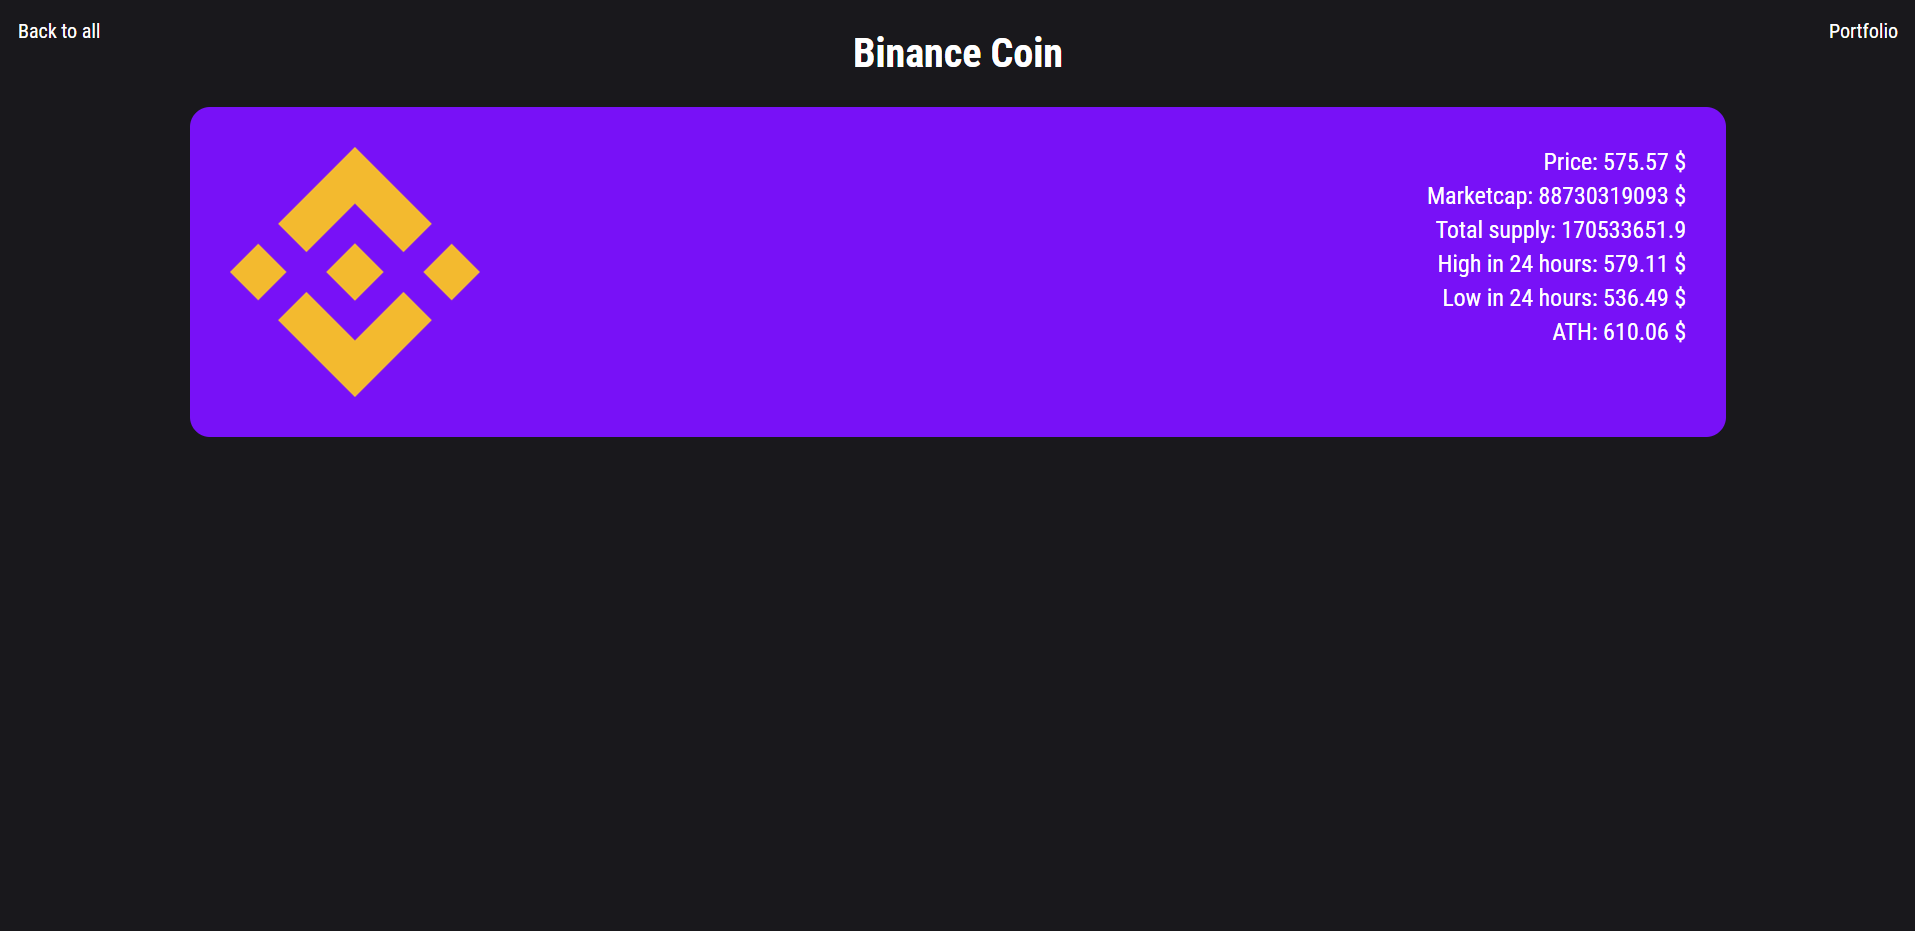 Back to all
Portfolio
Binance Coin
Price: 575.57 $
Marketcap: 88730319093 $
Total supply: 170533651.9
High in 24 hours: 579.11 $
Low in 24 hours: 536.49 $
ATH: 610.06 $